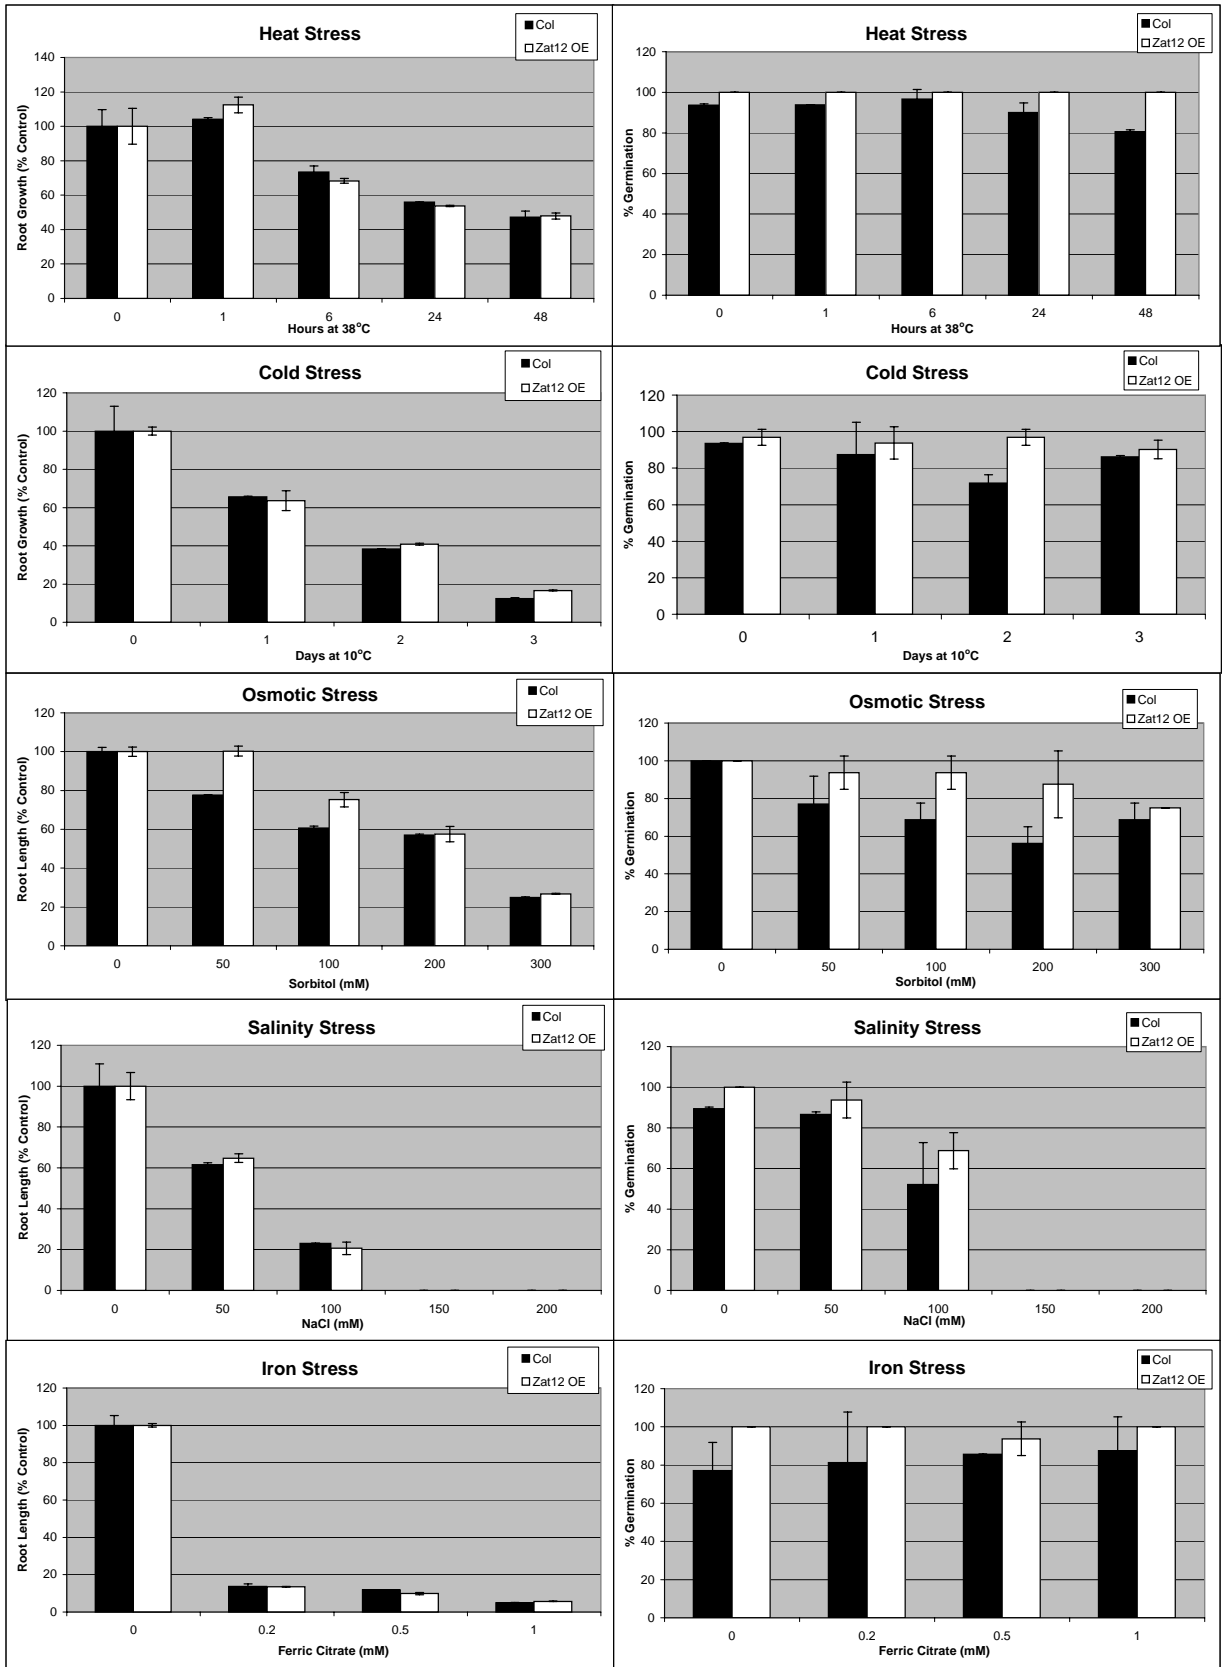 Heat Stress
Col
Zat12 OE
Root Growth (% Control)
140
120
100
80
60
40
20
0
0 1 6 24 48
Hours at 38°C
Heat Stress
Col
Zat12 OE
% Germination
120
100
80
60
40
20
0
0 1 6 24 48
Hours at 38°C
Cold Stress
Col
Zat12 OE
Root Growth (% Control)
120
100
80
60
40
20
0
0 1 2 3
Days at 10°C
Cold Stress
Col
Zat12 OE
% Germination
120
100
80
60
40
20
0
0 1 2 3
Days at 10°C
Osmotic Stress
Col
Zat12 OE
Root Length (% Control)
120
100
80
60
40
20
0
0 50 100 200 300
Sorbitol (mM)
Osmotic Stress
Col
Zat12 OE
% Germination
120
100
80
60
40
20
0
0 50 100 200 300
Sorbitol (mM)
Salinity Stress
Col
Zat12 OE
Root Length (% Control)
120
100
80
60
40
20
0
0 50 100 150 200
NaCl (mM)
Salinity Stress
Col
Zat12 OE
% Germination
120
100
80
60
40
20
0
0 50 100 150 200
NaCl (mM)
Iron Stress
Col
Zat12 OE
Root Length (% Control)
120
100
80
60
40
20
0
0 0.2 0.5 1
Ferric Citrate (mM)
Iron Stress
Col
Zat12 OE
% Germination
120
100
80
60
40
20
0
0 0.2 0.5 1
Ferric Citrate (mM)